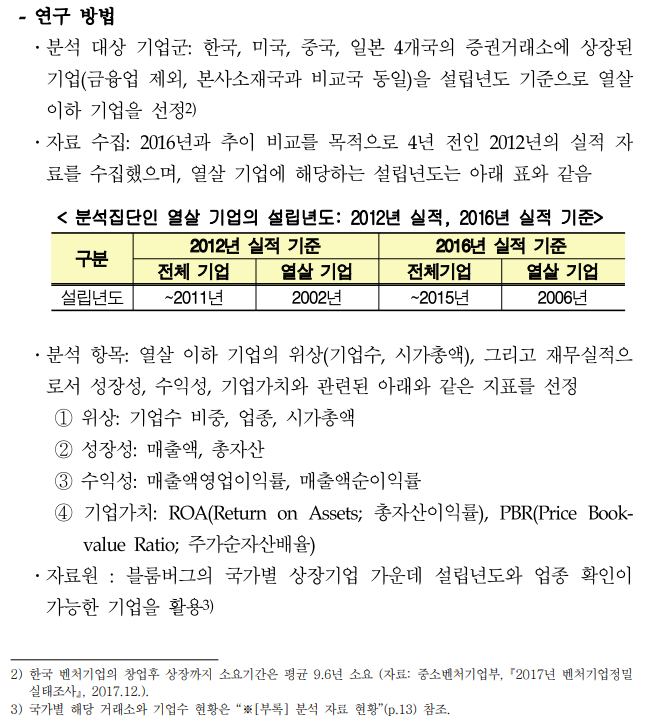 - 연구 방법
· 분석 대상 기업군: 한국, 미국, 중국, 일본 4개국의 증권거래소에 상장된
기업(금융업 제외, 본사소재국과 비교국 동일)을 설립년도 기준으로 열살
이하 기업을 선정2)
· 자료 수집: 2016년과 추이 비교를 목적으로 4년 전인 2012년의 실적 자
료를 수집했으며, 열살 기업에 해당하는 설립년도는 아래 표와 같음
< 분석집단인 열살 기업의 설립년도: 2012년 실적, 2016년 실적 기준>
구분 2012년 실적 기준 2016년 실적 기준
전체 기업 열살 기업 전체기업 열살 기업
설립년도 ~2011년 2002년 ~2015년 2006년
· 분석 항목: 열살 이하 기업의 위상(기업수, 시가총액), 그리고 재무실적으
로서 성장성, 수익성, 기업가치와 관련된 아래와 같은 지표를 선정
① 위상: 기업수 비중, 업종, 시가총액
② 성장성: 매출액, 총자산
③ 수익성: 매출액영업이익률, 매출액순이익률
④ 기업가치: ROA(Return on Assets; 총자산이익률), PBR(Price Book-
value Ratio; 주가순자산배율)
· 자료원 : 블룸버그의 국가별 상장기업 가운데 설립년도와 업종 확인이
가능한 기업을 활용3)
2) 한국 벤처기업의 창업후 상장까지 소요기간은 평균 9.6년 소요 (자료: 중소벤처기업부, 『2017년 벤처기업정밀
실태조사』, 2017.12.).
3) 국가별 해당 거래소와 기업수 현황은 “※[부록] 분석 자료 현황”(p.13) 참조.